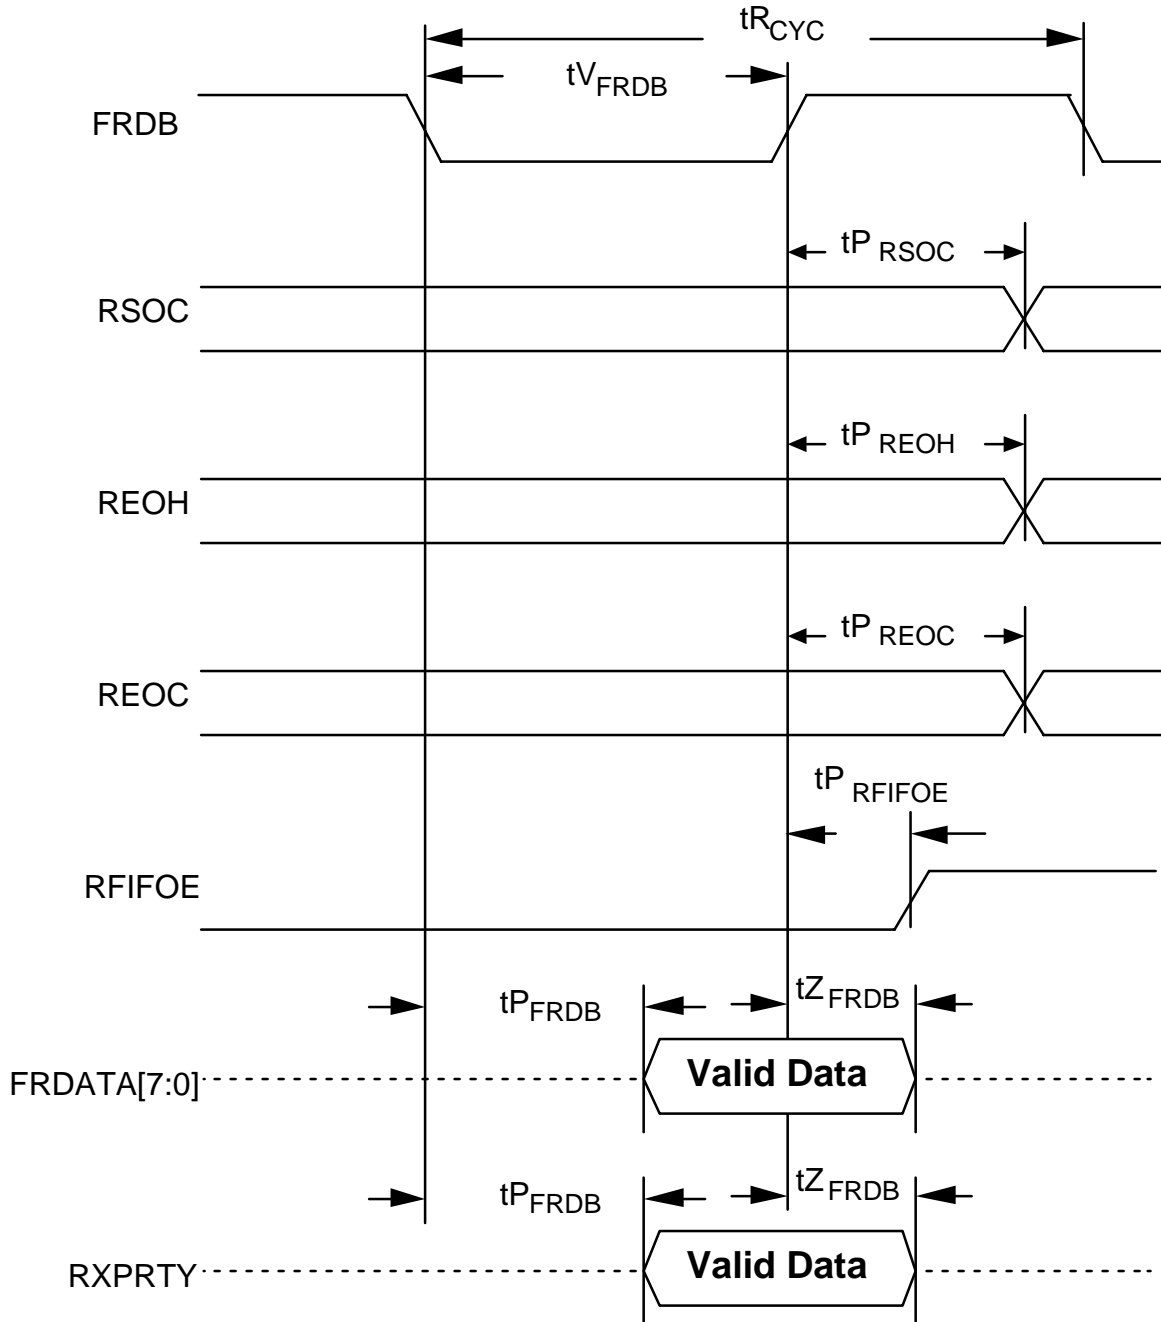 tRCYC
tVFRDB
FRDB
tP RSOC
RSOC
tP REOH
REOH
tP REOC
REOC
tP RFIFOE
RFIFOE
tPFRDB tZFRDB
FRDATA[7:0] Valid Data
tPFRDB tZFRDB
RXPRTY Valid Data